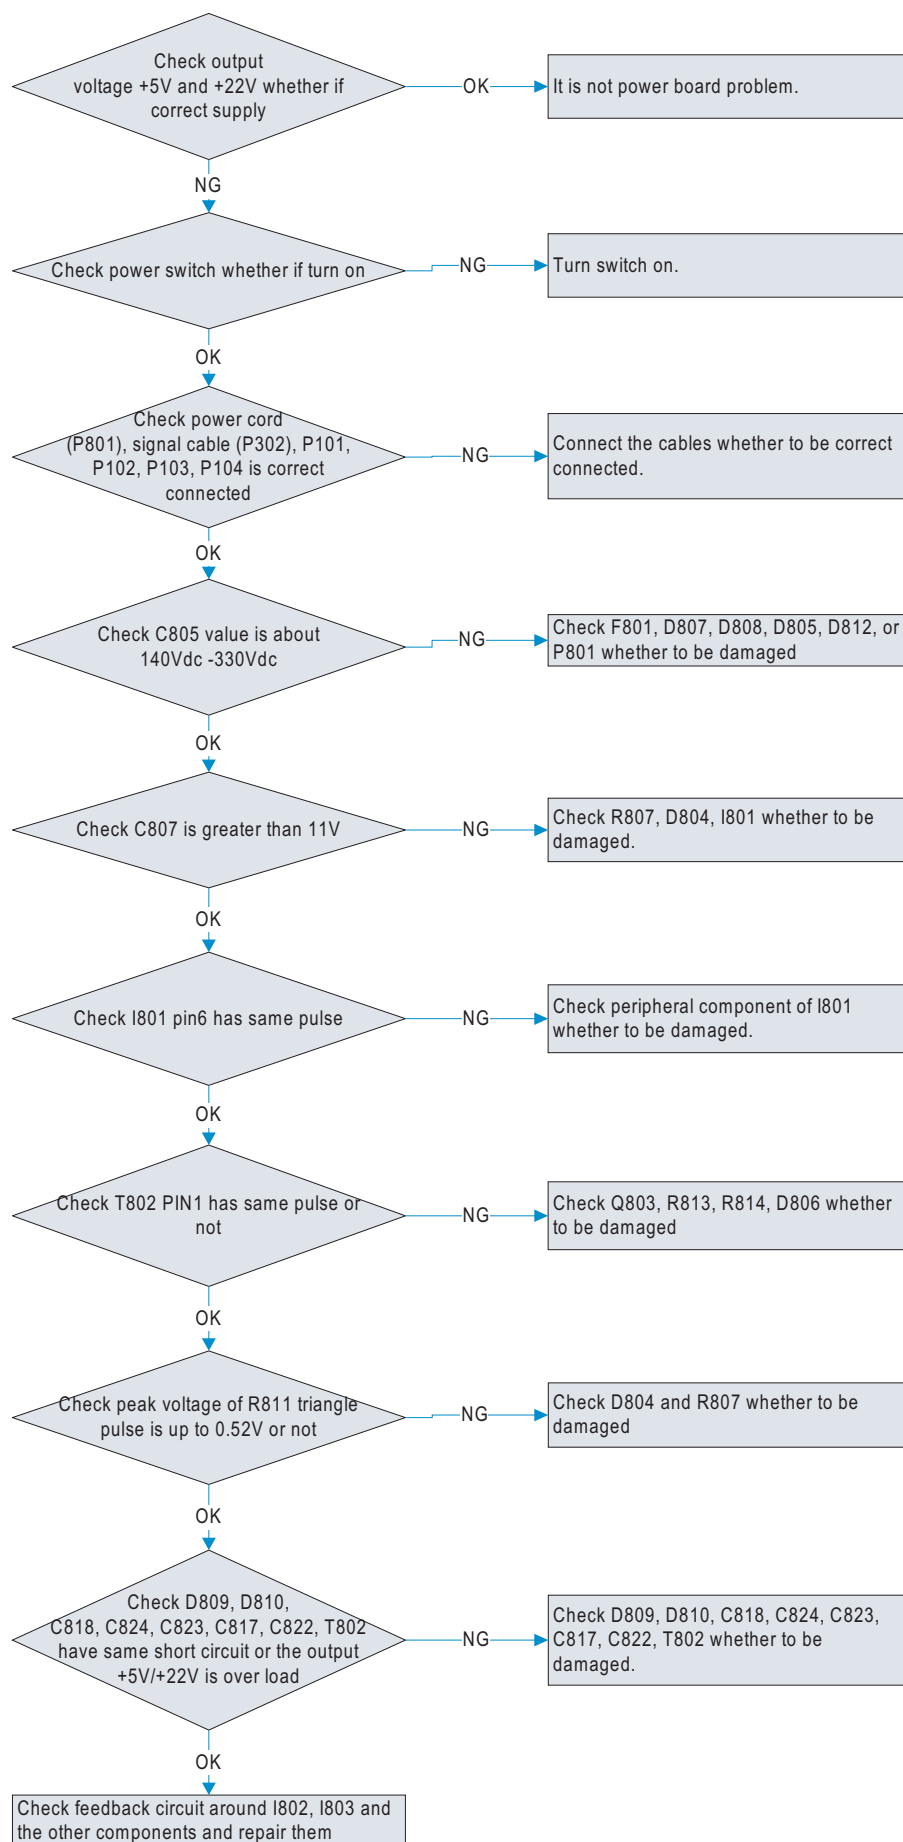 Check output
voltage +5V and +22V whether if
correct supply
OK
It is not power board problem.
NG
Check power switch whether if turn on
NG
Turn switch on.
OK
Check power cord
(P801), signal cable (P302), P101,
P102, P103, P104 is correct
connected
NG
Connect the cables whether to be correct
connected.
OK
Check C805 value is about
140Vdc -330Vdc
NG
Check F801, D807, D808, D805, D812, or
P801 whether to be damaged
OK
Check C807 is greater than 11V
NG
Check R807, D804, I801 whether to be
damaged.
OK
Check I801 pin6 has same pulse
NG
Check peripheral component of I801
whether to be damaged.
OK
Check T802 PIN1 has same pulse or
not
NG
Check Q803, R813, R814, D806 whether
to be damaged
OK
Check peak voltage of R811 triangle
pulse is up to 0.52V or not
NG
Check D804 and R807 whether to be
damaged
OK
Check D809, D810,
C818, C824, C823, C817, C822, T802
have same short circuit or the output
+5V/+22V is over load
NG
Check D809, D810, C818, C824, C823,
C817, C822, T802 whether to be
damaged.
OK
Check feedback circuit around I802, I803 and
the other components and repair them